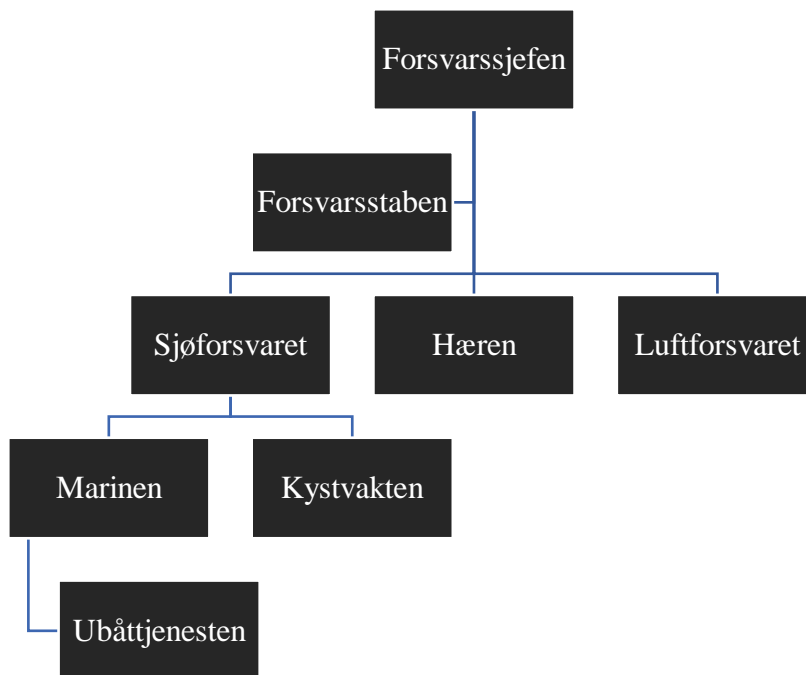 Forsvarssjefen
Forsvarsstaben
Sjøforsvaret
Hæren
Luftforsvaret
Marinen
Kystvakten
Ubåttjenesten